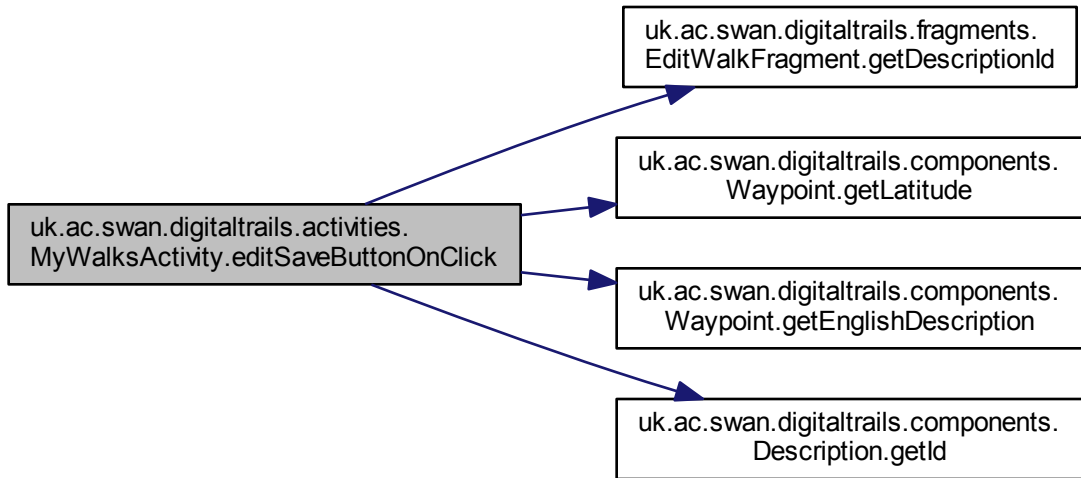 uk.ac.swan.digitaltrails.fragments.
EditWalkFragment.getDescriptionId
uk.ac.swan.digitaltrails.components.
Waypoint.getLatitude
uk.ac.swan.digitaltrails.activities.
MyWalksActivity.editSaveButtonOnClick
uk.ac.swan.digitaltrails.components.
Waypoint.getEnglishDescription
uk.ac.swan.digitaltrails.components.
Description.getId